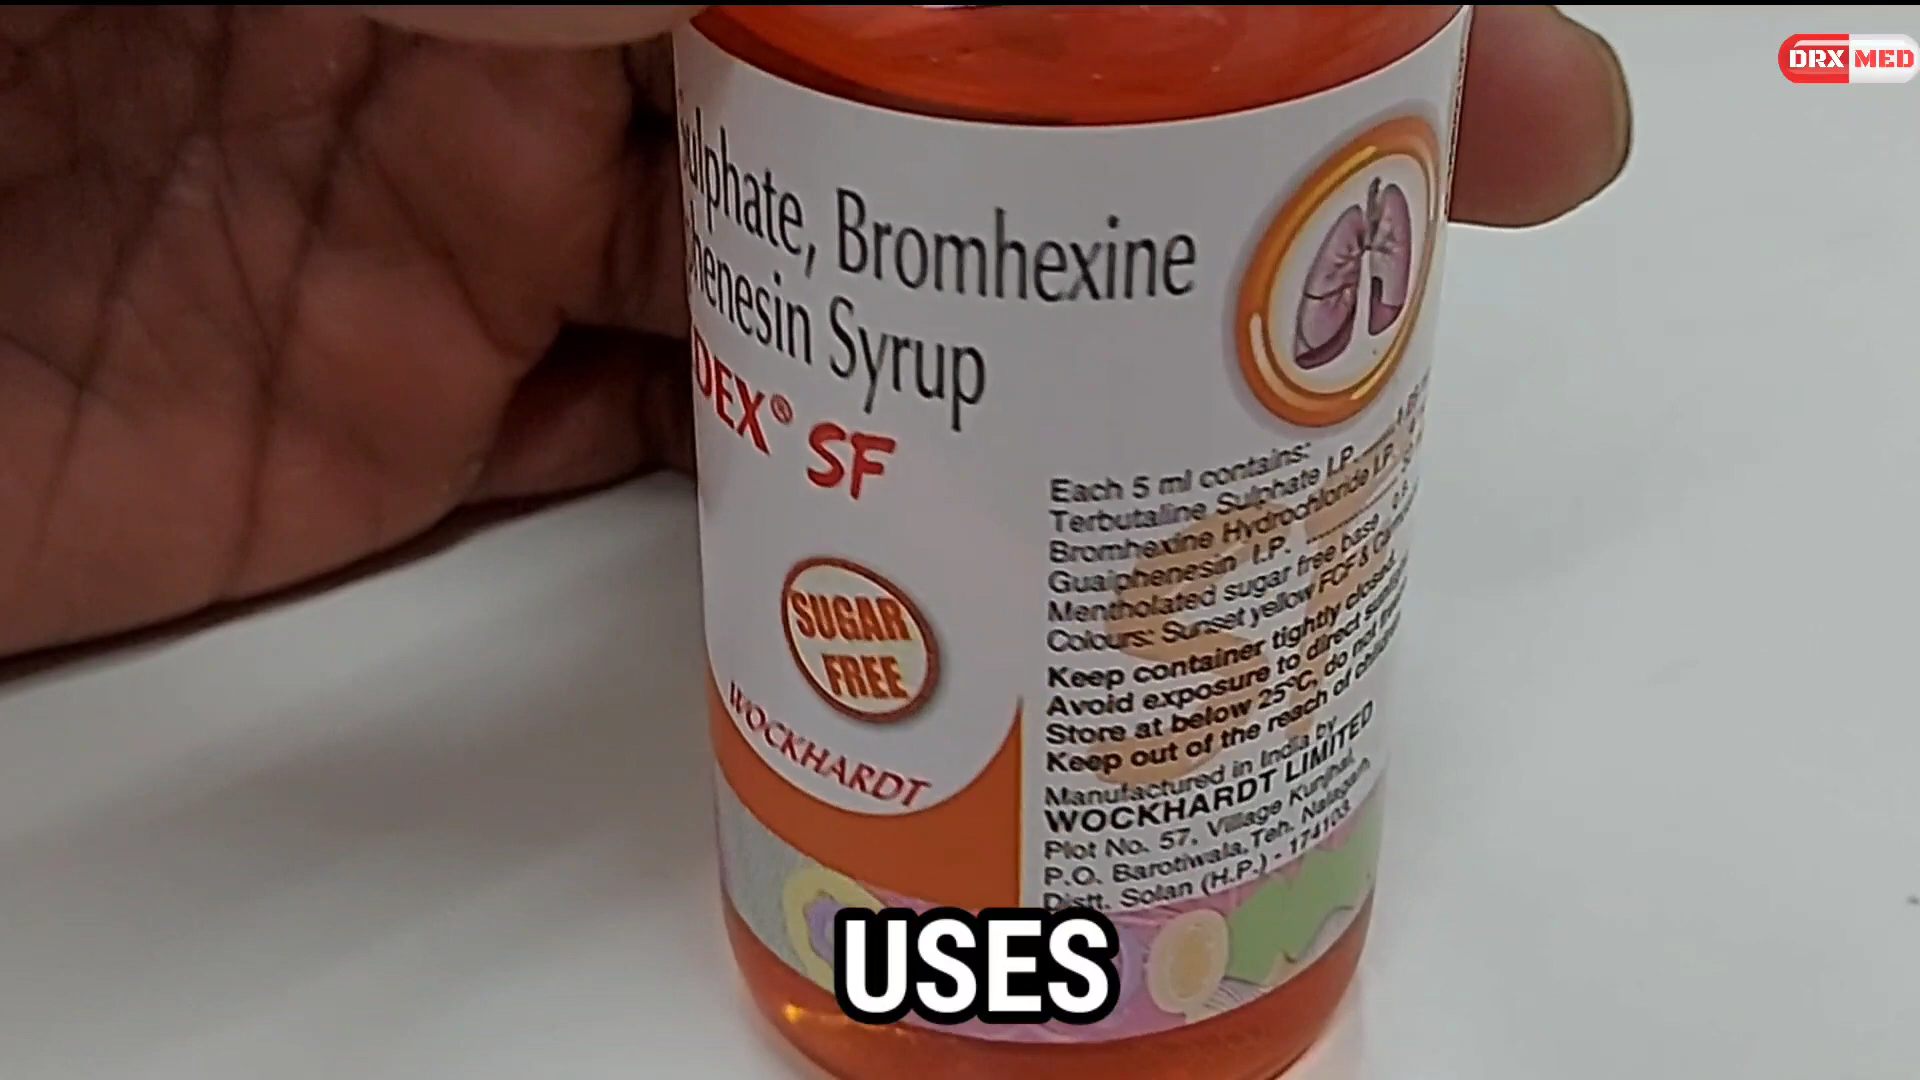 DRX MED
ulphate, Bromhexine
henesin Syrup
DEX® SF
SUGAR
FREE
WOCKHARDT
Each 5 ml contains:
Terbutaline Sulphate I.P.
Bromhexine Hydrochloride I.P.
Guaiphenesin I.P.
Mentholated sugar free base
Colours: Sunset yellow FCF &
Keep container tightly closed.
Avoid exposure to direct
Store at below 25°C, do not
Keep out of the reach of
Manufactured in India by
WOCKHARDT LIMITED
Plot No. 57, Village Kunjhal,
P.O. Barotiwala, Teh. Nalagarh,
Distt. Solan (H.P.) - 174103.
USES